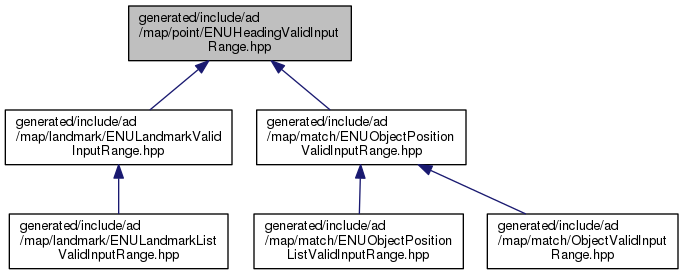 generated/include/ad
/map/point/ENUHeadingValidInput
Range.hpp
generated/include/ad
/map/landmark/ENULandmarkValid
InputRange.hpp
generated/include/ad
/map/match/ENUObjectPosition
ValidInputRange.hpp
generated/include/ad
/map/landmark/ENULandmarkList
ValidInputRange.hpp
generated/include/ad
/map/match/ENUObjectPosition
ListValidInputRange.hpp
generated/include/ad
/map/match/ObjectValidInput
Range.hpp